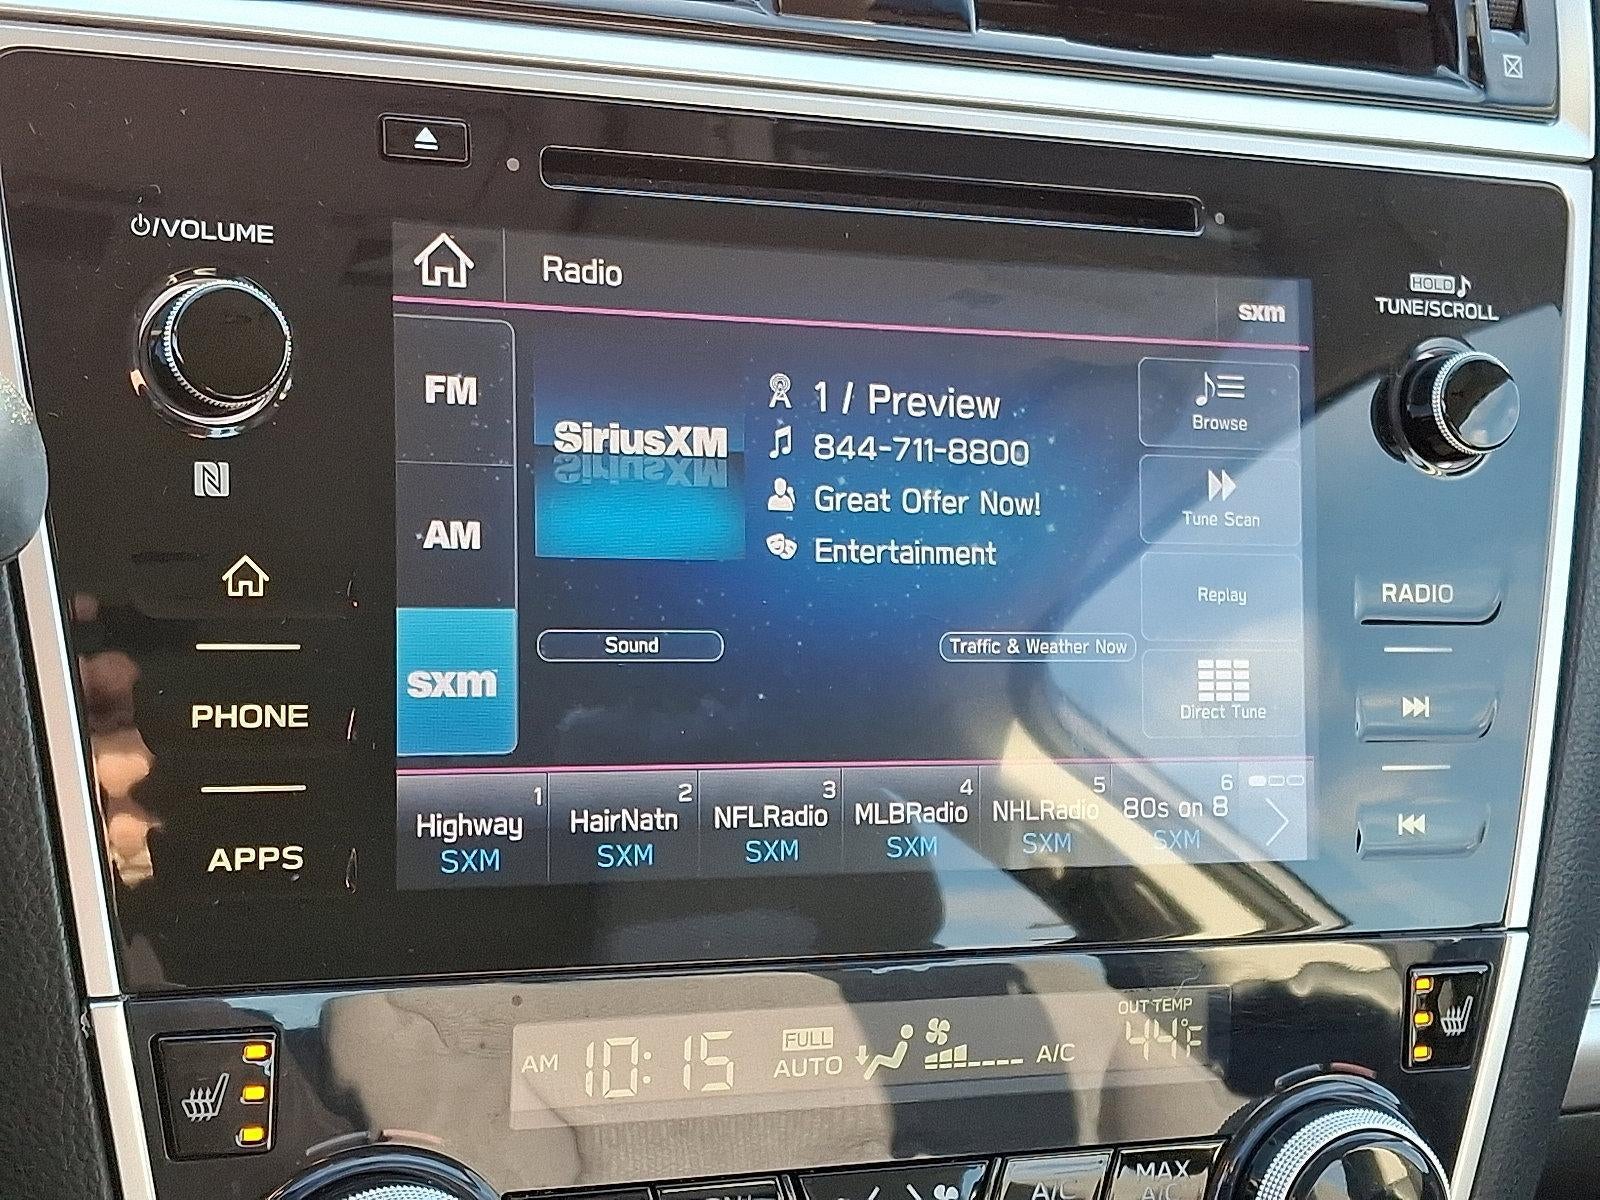 /VOLUME
Radio
sxm
HOLD
TUNE/SCROLL
FM
AM
sxm
SiriusXM
1 / Preview
844-711-8800
Great Offer Now!
Entertainment
Browse
Tune Scan
Replay
Direct Tune
Sound
Traffic & Weather Now
PHONE
APPS
RADIO
1 2 3 4 5 6
Highway HairNatn NFLRadio MLBRadio NHLRadio 80s on 8
SXM SXM SXM SXM SXM SXM
OUT TEMP
AM 10:15 FULL AUTO A/C 44°F
A/C
MAX
A/C